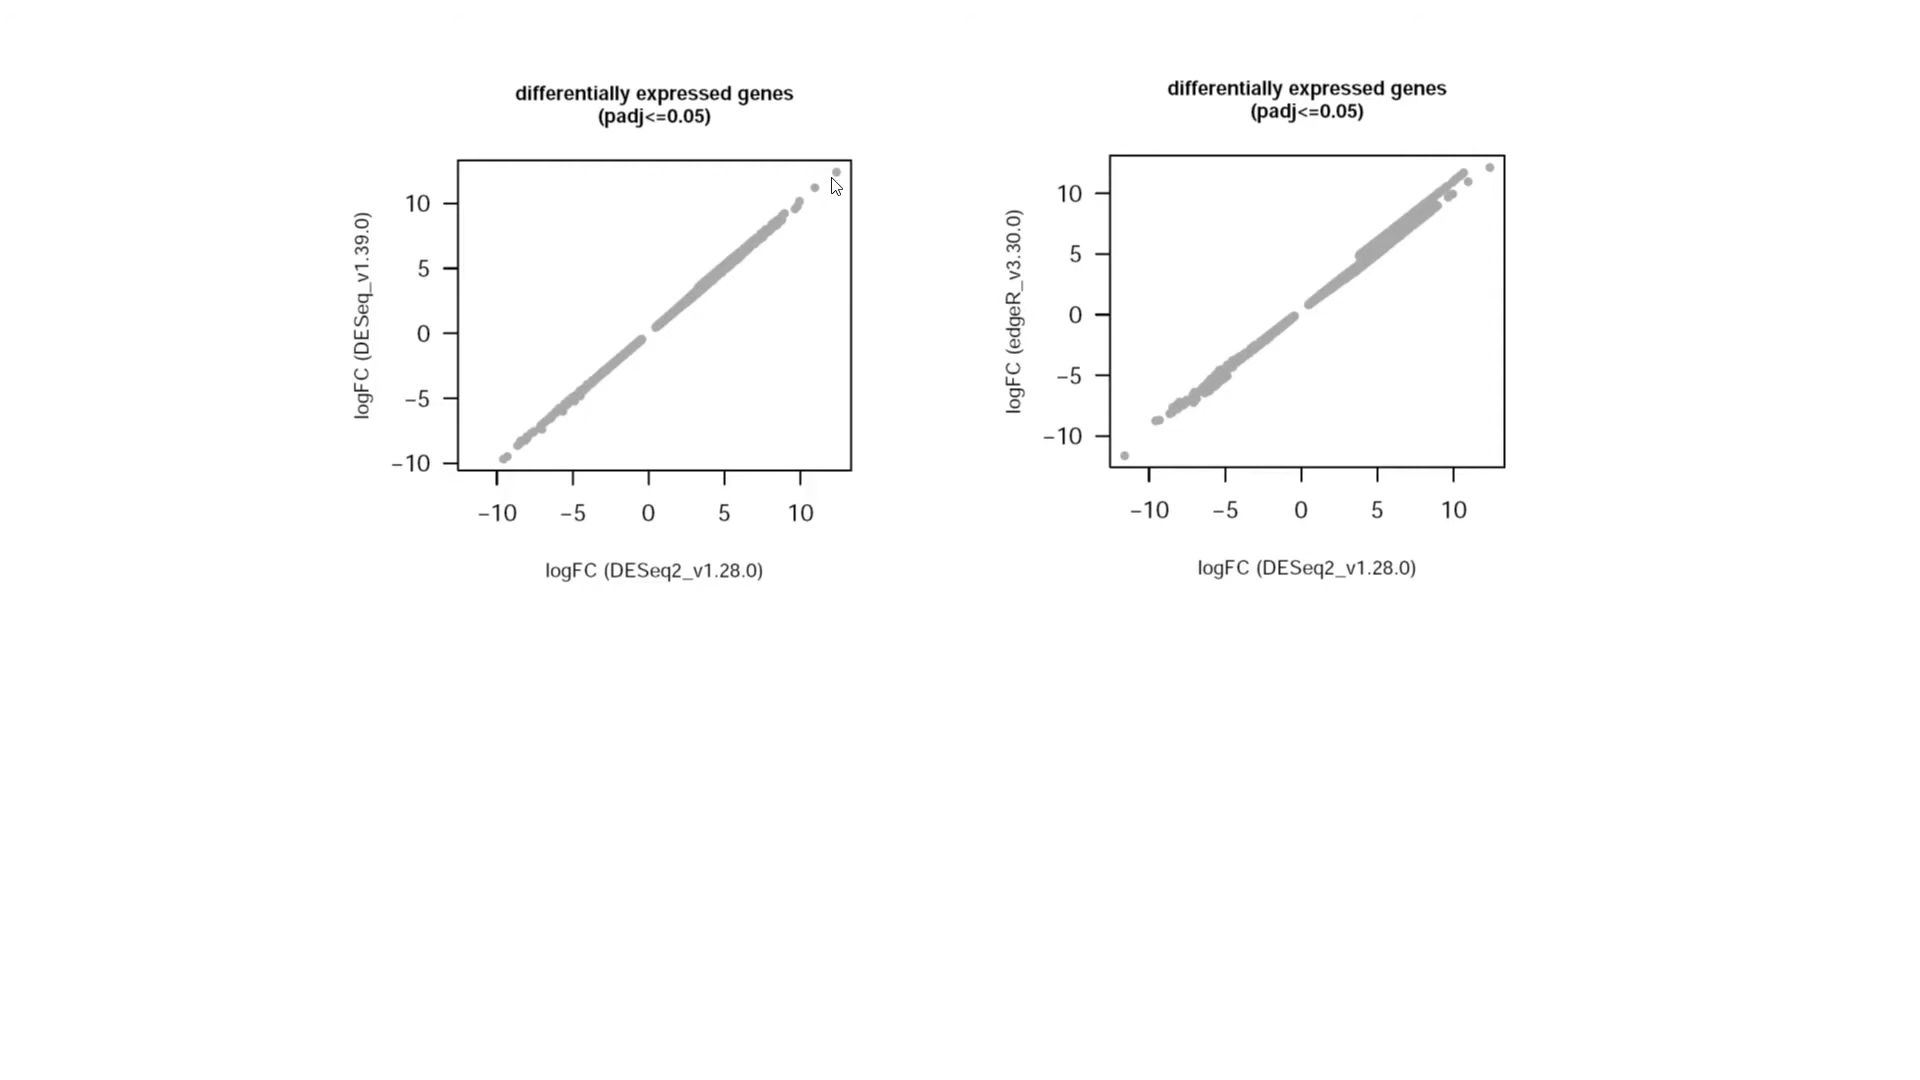 differentially expressed genes
(padj<=0.05)
10
5
0
−5
−10
logFC (DESeq_v1.39.0)
−10 −5 0 5 10
logFC (DESeq2_v1.28.0)
differentially expressed genes
(padj<=0.05)
10
5
0
−5
−10
logFC (edgeR_v3.30.0)
−10 −5 0 5 10
logFC (DESeq2_v1.28.0)